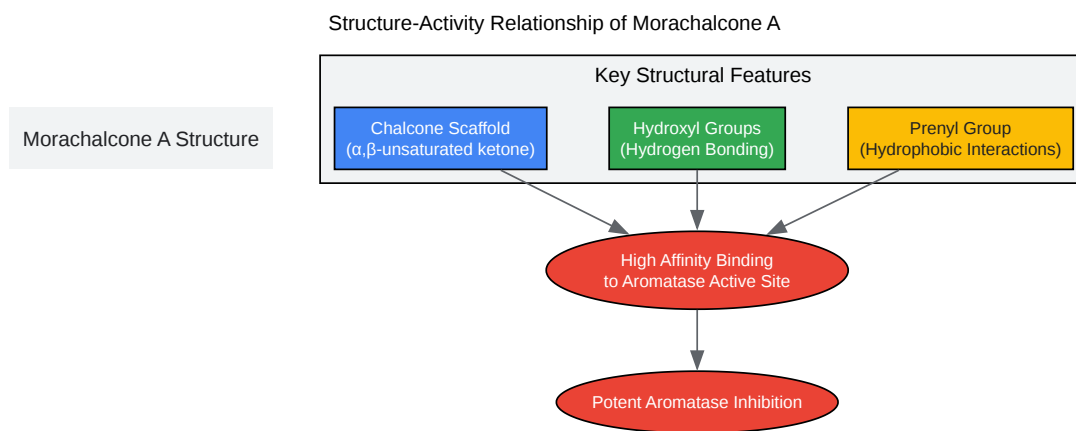 Structure-Activity Relationship of Morachalcone A
Key Structural Features
Morachalcone A Structure
Chalcone Scaffold
(α,β-unsaturated ketone)
Hydroxyl Groups
(Hydrogen Bonding)
Prenyl Group
(Hydrophobic Interactions)
High Affinity Binding
to Aromatase Active Site
Potent Aromatase Inhibition